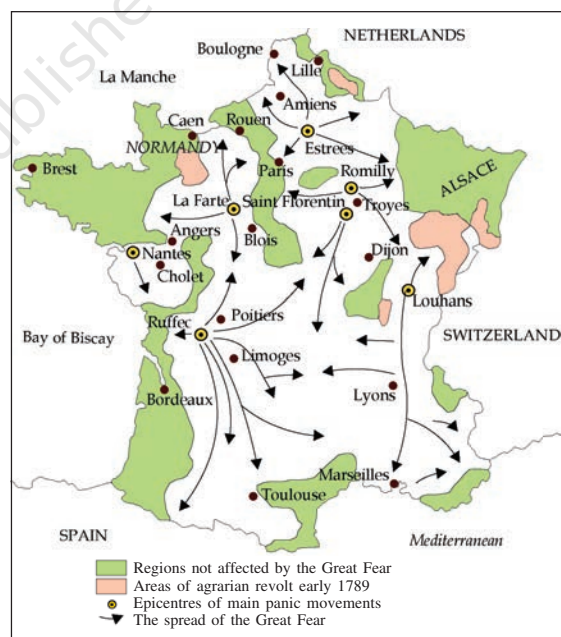 NETHERLANDS
Boulogne
Lille
La Manche
Amiens
Caen
Rouen
Estrees
NORMANDY
Romilly
Brest
Paris
ALSACE
La Farte
Saint Florentin
Troyes
Angers
Blois
Nantes
Dijon
Cholet
Louhans
Ruffec
Poitiers
Bay of Biscay
SWITZERLAND
Limoges
Lyons
Bordeaux
Marseilles
Toulouse
SPAIN
Mediterranean
Regions not affected by the Great Fear
Areas of agrarian revolt early 1789
Epicentres of main panic movements
The spread of the Great Fear